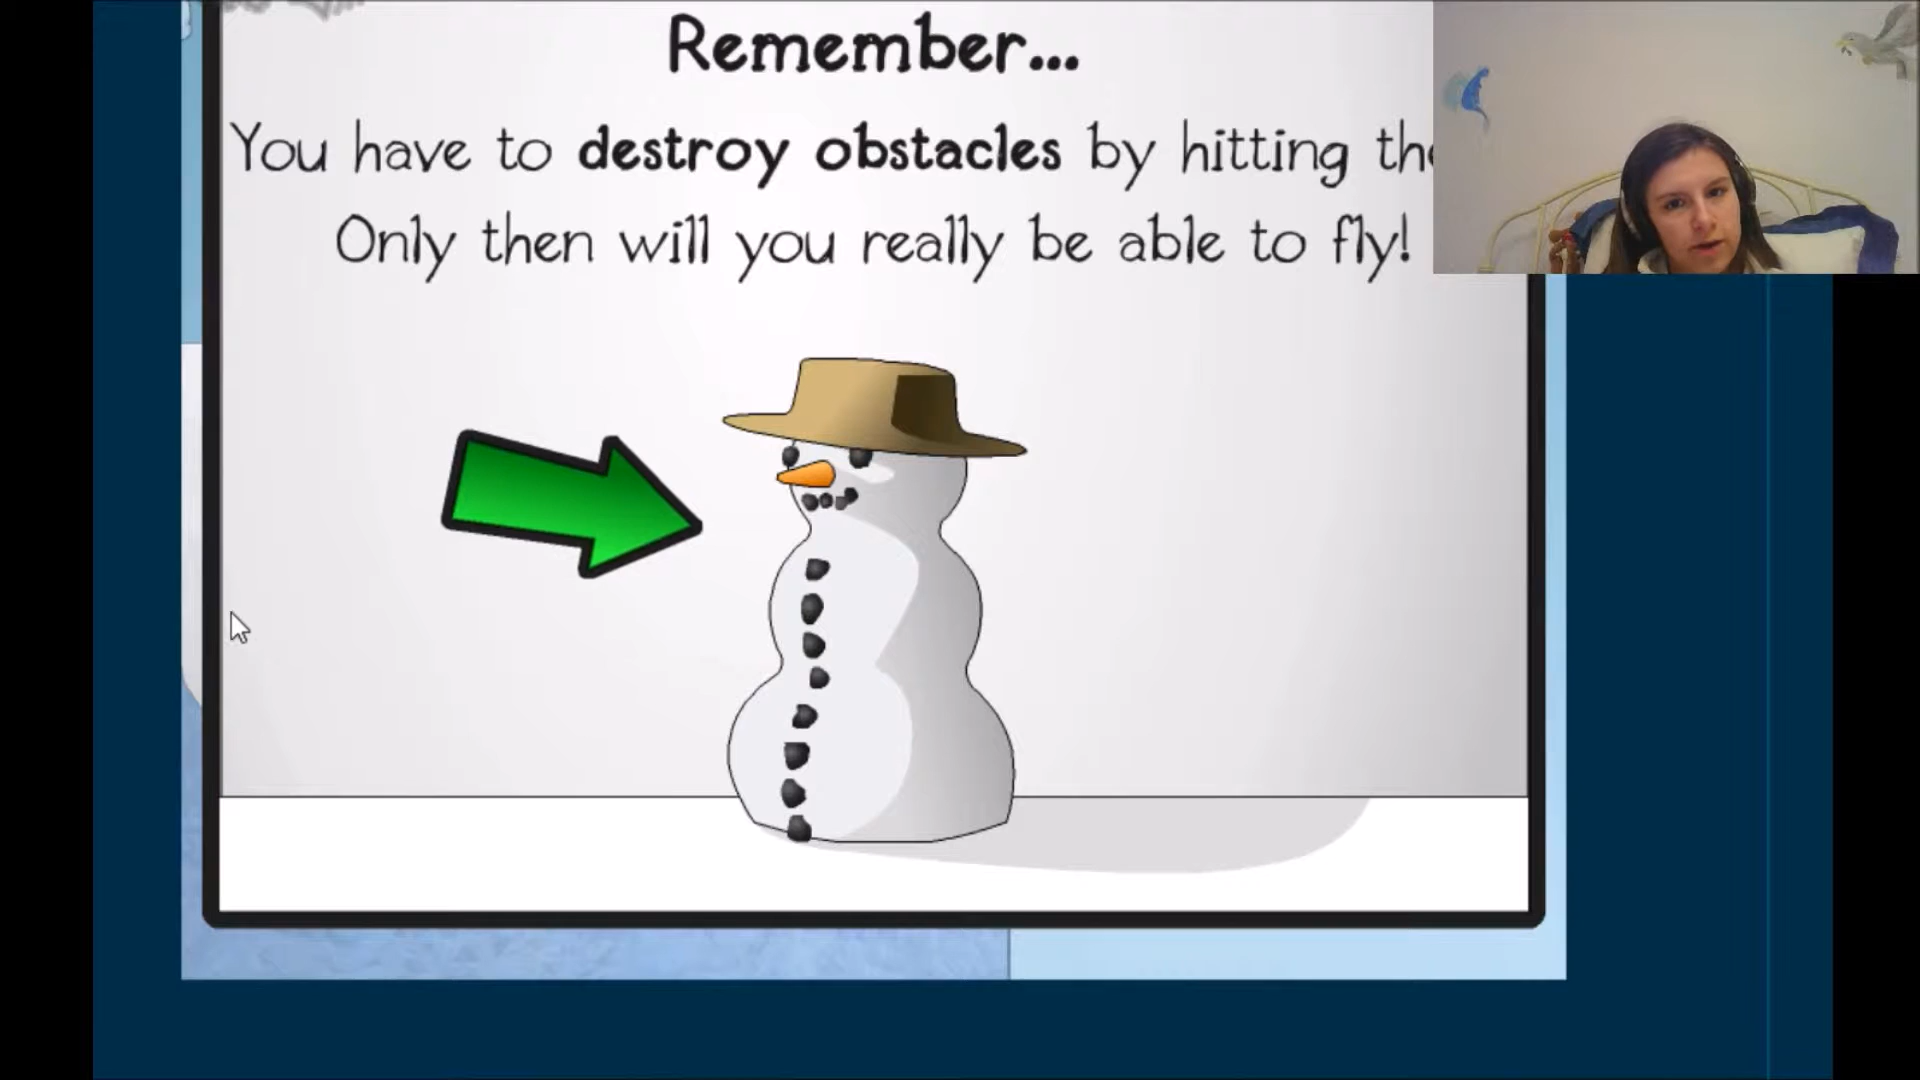 Remember...
You have to destroy obstacles by hitting
Only then will you really be able to fly!